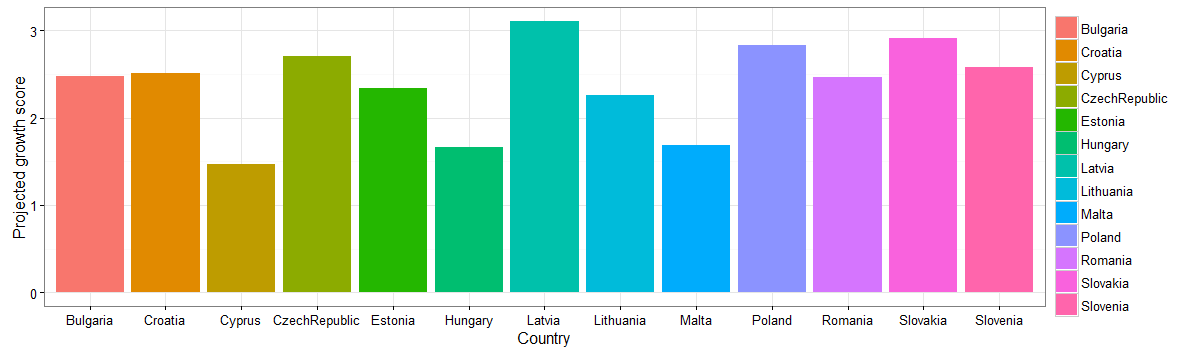 Projected growth score
3
2
1
0
Bulgaria Croatia Cyprus CzechRepublic Estonia Hungary Latvia Lithuania Malta Poland Romania Slovakia Slovenia
Country
Bulgaria
Croatia
Cyprus
CzechRepublic
Estonia
Hungary
Latvia
Lithuania
Malta
Poland
Romania
Slovakia
Slovenia